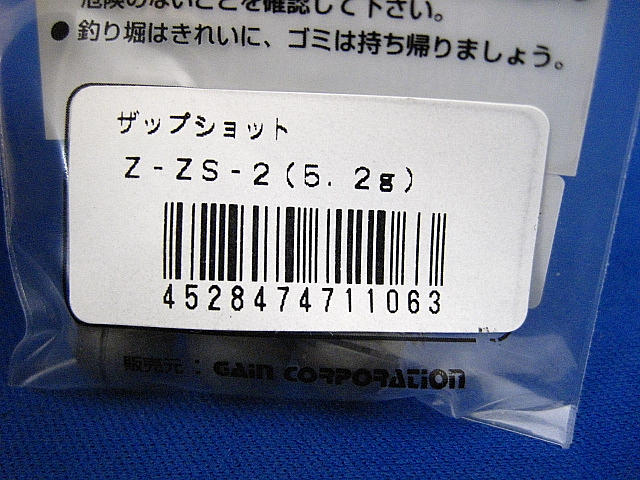 危険のないことを確認して下さい。
●釣り堀はきれいに、ゴミは持ち帰りましょう。
ザップショット
Z-ZS-2(5.2g)
4528474711063
販売元：GAIN CORPORATION